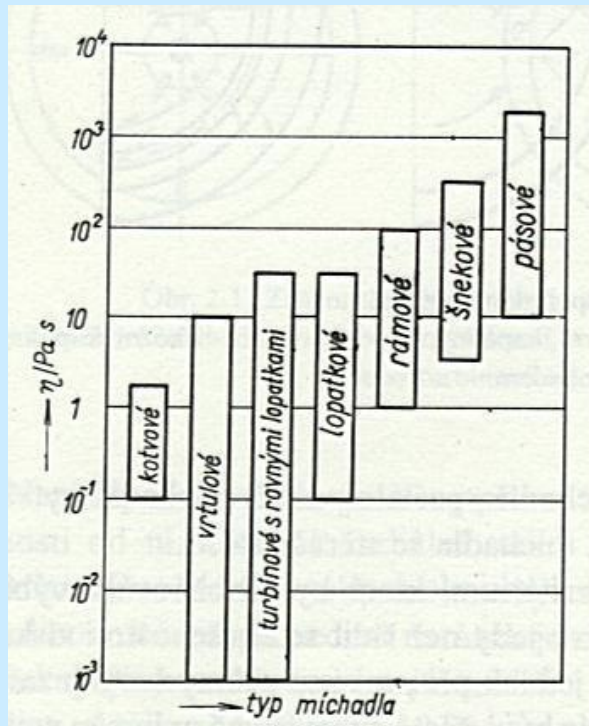 10⁴
10³
10²
10
1
10⁻¹
10⁻²
10⁻³
η/Pa s
kotvové
vrtulové
turbínové s rovnými lopatkami
lopatkové
rámové
šnekové
pásové
typ míchadla